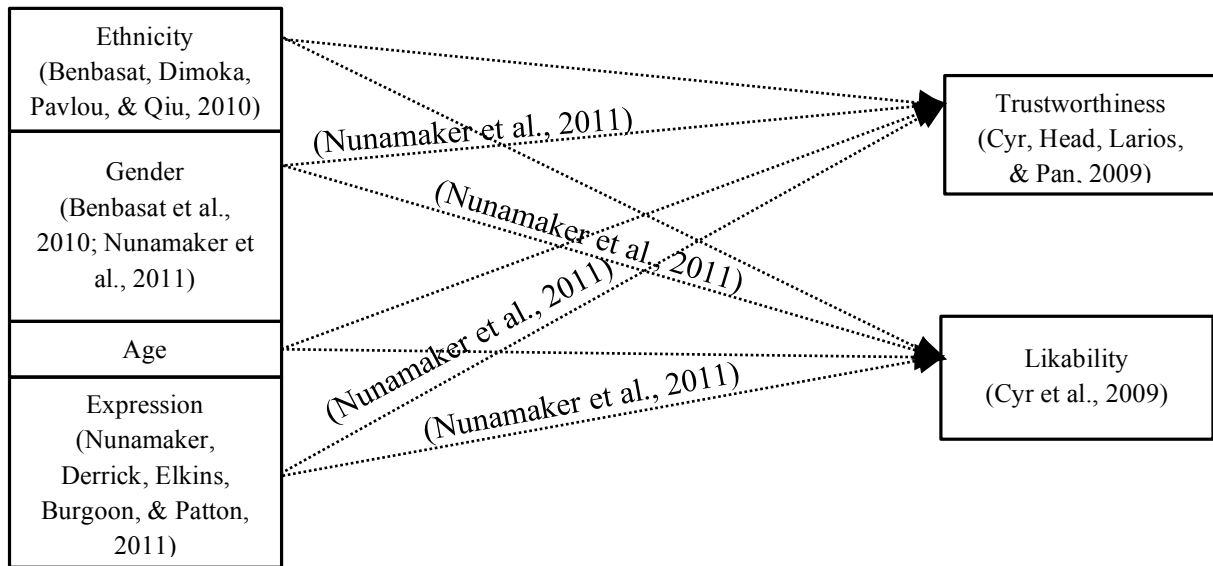 Ethnicity
(Benbasat, Dimoka,
Pavlou, & Qiu, 2010)
Gender
(Benbasat et al.,
2010; Nunamaker et
al., 2011)
Age
Expression
(Nunamaker,
Derrick, Elkins,
Burgoon, & Patton,
2011)
(Nunamaker et al., 2011)
(Nunamaker et al., 2011)
(Nunamaker et al., 2011)
(Nunamaker et al., 2011)
Trustworthiness
(Cyr, Head, Larios,
& Pan, 2009)
Likability
(Cyr et al., 2009)